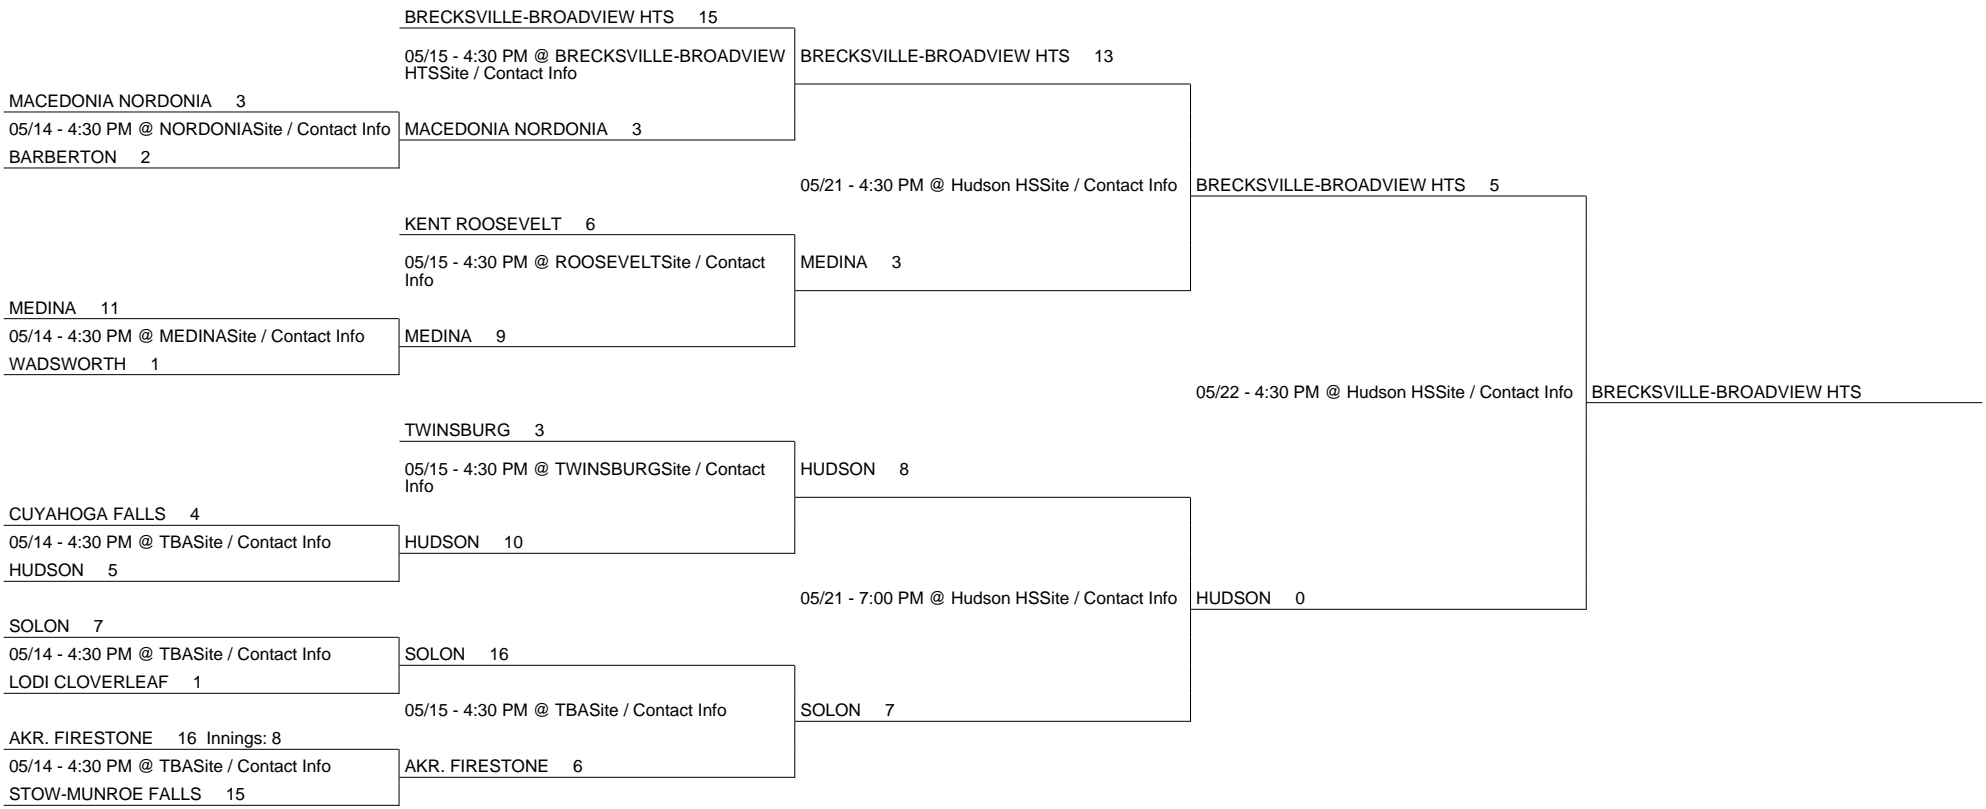 BRECKSVILLE-BROADVIEW HTS 15
05/15 - 4:30 PM @ BRECKSVILLE-BROADVIEW
HTSSite / Contact Info
BRECKSVILLE-BROADVIEW HTS 13
MACEDONIA NORDONIA 3
05/14 - 4:30 PM @ NORDONIASite / Contact Info
MACEDONIA NORDONIA 3
BARBERTON 2
05/21 - 4:30 PM @ Hudson HSSite / Contact Info
BRECKSVILLE-BROADVIEW HTS 5
KENT ROOSEVELT 6
05/15 - 4:30 PM @ ROOSEVELTSite / Contact
Info
MEDINA 3
MEDINA 11
05/14 - 4:30 PM @ MEDINASite / Contact Info
MEDINA 9
WADSWORTH 1
05/22 - 4:30 PM @ Hudson HSSite / Contact Info
BRECKSVILLE-BROADVIEW HTS
TWINSBURG 3
05/15 - 4:30 PM @ TWINSBURGSite / Contact
Info
HUDSON 8
CUYAHOGA FALLS 4
05/14 - 4:30 PM @ TBASite / Contact Info
HUDSON 10
HUDSON 5
05/21 - 7:00 PM @ Hudson HSSite / Contact Info
HUDSON 0
SOLON 7
05/14 - 4:30 PM @ TBASite / Contact Info
SOLON 16
LODI CLOVERLEAF 1
05/15 - 4:30 PM @ TBASite / Contact Info
SOLON 7
AKR. FIRESTONE 16 Innings: 8
05/14 - 4:30 PM @ TBASite / Contact Info
AKR. FIRESTONE 6
STOW-MUNROE FALLS 15